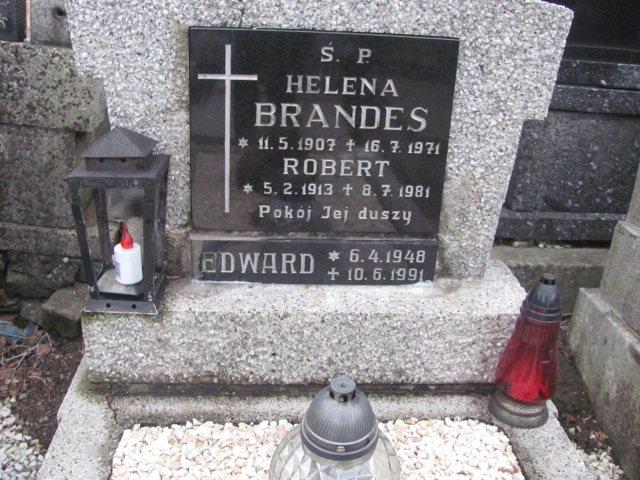 Ś. P.
HELENA
BRANDES
* 11.5.1907 ✝ 16.7.1971
ROBERT
* 5.2.1913 ✝ 8.7.1981
Pokój Jej duszy
EDWARD * 6.4.1948
✝ 10.6.1991